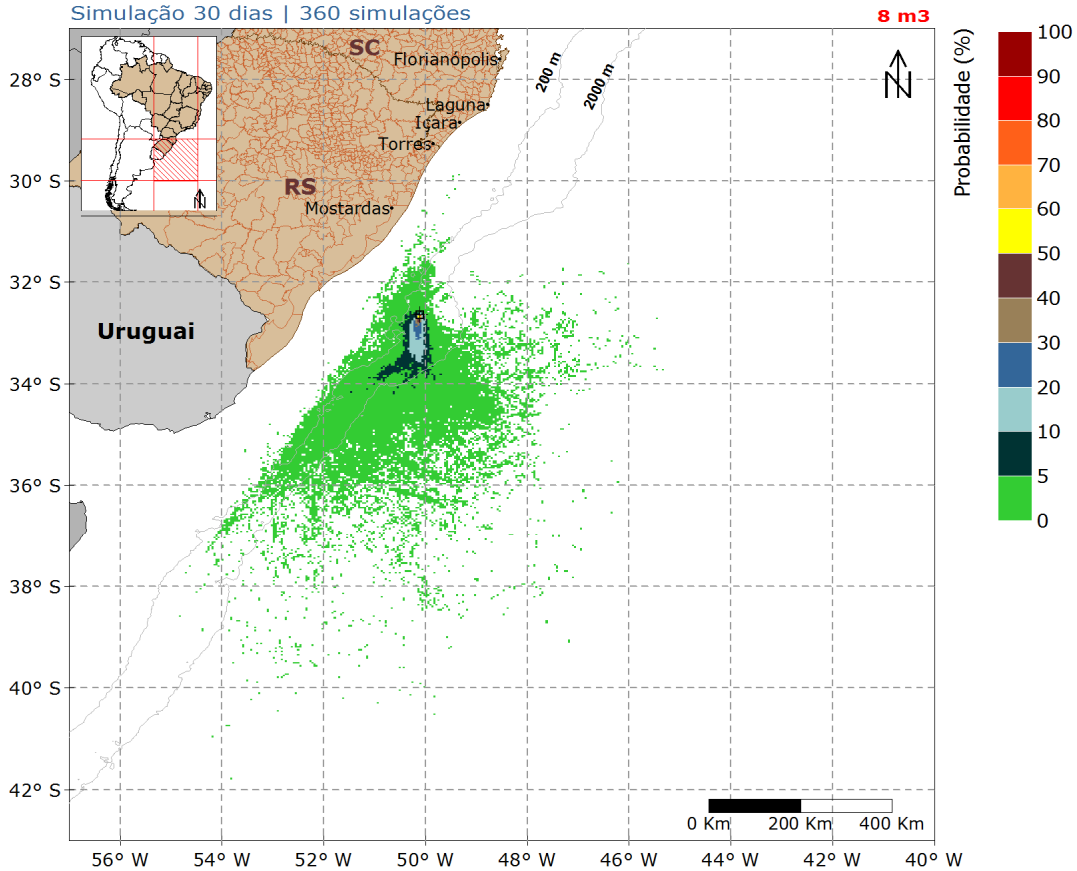 Simulação 30 dias | 360 simulações
8 m3
SC
Florianópolis
Laguna
Içara
Torres
RS
Mostardas
Uruguai
200 m
2000 m
N
N
28° S
30° S
32° S
34° S
36° S
38° S
40° S
42° S
56 W
54 W
52 W
50 W
48 W
46 W
44 W
42 W
40 W
0 Km
200 Km
400 Km
Probabilidade (%)
100
90
80
70
60
50
40
30
20
10
5
0